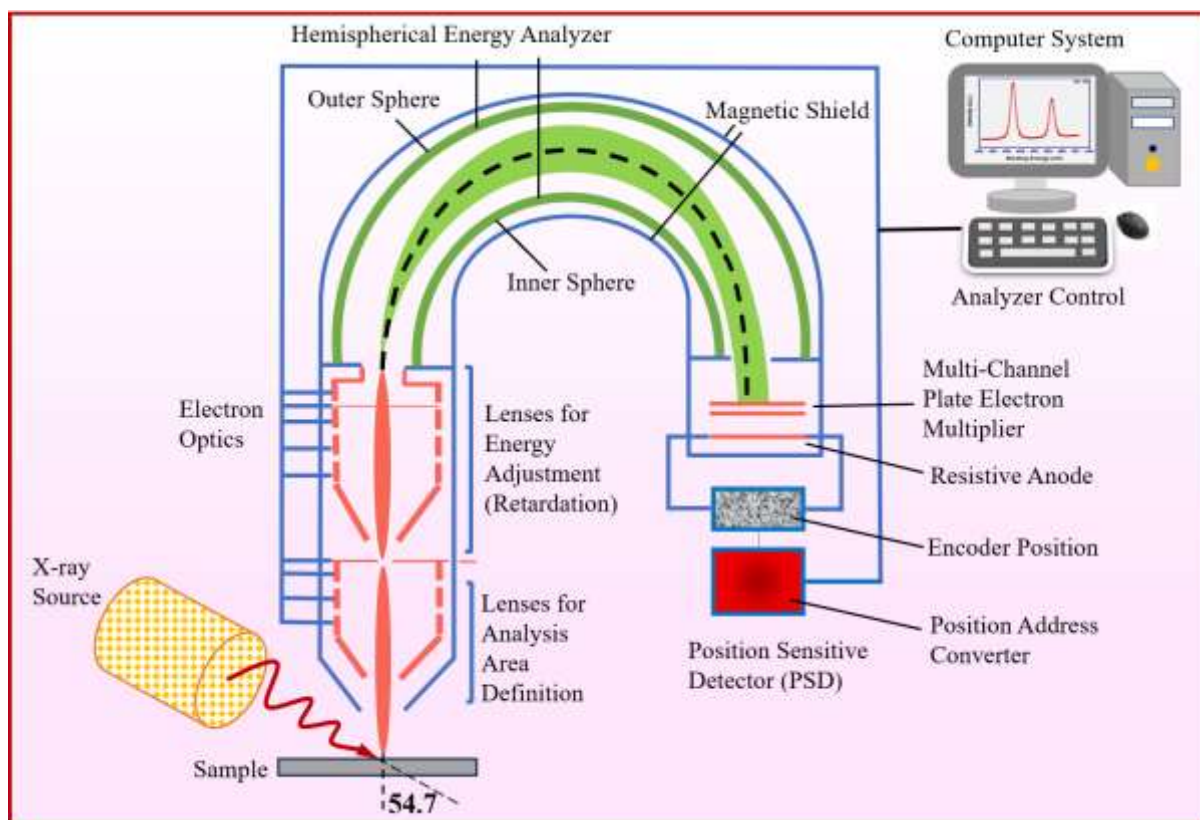 Hemispherical Energy Analyzer
Computer System
Outer Sphere
Magnetic Shield
Inner Sphere
Analyzer Control
Electron
Optics
Lenses for
Energy
Adjustment
(Retardation)
Multi-Channel
Plate Electron
Multiplier
Resistive Anode
Encoder Position
X-ray
Source
Lenses for
Analysis
Area
Definition
Position Sensitive
Detector (PSD)
Position Address
Converter
Sample
54.7